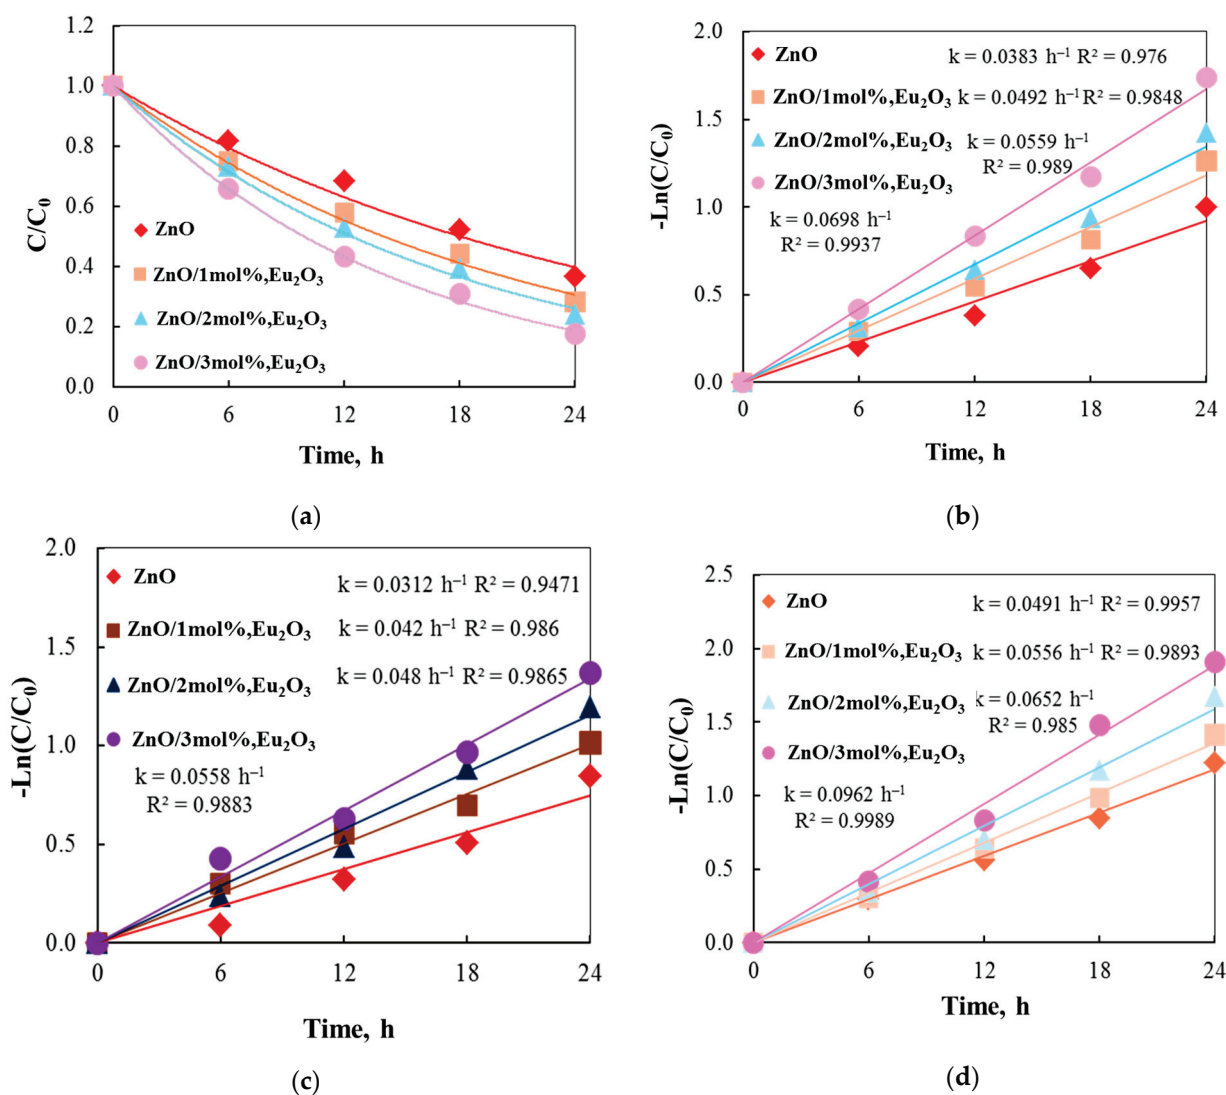 1.2
1.0
0.8
0.6
0.4
0.2
0.0
C/C₀
ZnO
ZnO/1mol%,Eu₂O₃
ZnO/2mol%,Eu₂O₃
ZnO/3mol%,Eu₂O₃
0 6 12 18 24
Time, h
(a)
2.0
1.5
1.0
0.5
0.0
-Ln(C/C₀)
ZnO k = 0.0383 h⁻¹ R² = 0.976
ZnO/1mol%,Eu₂O₃ k = 0.0492 h⁻¹ R² = 0.9848
ZnO/2mol%,Eu₂O₃ k = 0.0559 h⁻¹
R² = 0.989
ZnO/3mol%,Eu₂O₃
k = 0.0698 h⁻¹
R² = 0.9937
0 6 12 18 24
Time, h
(b)
2.0
1.5
1.0
0.5
0.0
-Ln(C/C₀)
ZnO k = 0.0312 h⁻¹ R² = 0.9471
ZnO/1mol%,Eu₂O₃ k = 0.042 h⁻¹ R² = 0.986
ZnO/2mol%,Eu₂O₃ k = 0.048 h⁻¹ R² = 0.9865
ZnO/3mol%,Eu₂O₃
k = 0.0558 h⁻¹
R² = 0.9883
0 6 12 18 24
Time, h
(c)
2.5
2.0
1.5
1.0
0.5
0.0
-Ln(C/C₀)
ZnO k = 0.0491 h⁻¹ R² = 0.9957
ZnO/1mol%,Eu₂O₃ k = 0.0556 h⁻¹ R² = 0.9893
ZnO/2mol%,Eu₂O₃ k = 0.0652 h⁻¹
R² = 0.985
ZnO/3mol%,Eu₂O₃
k = 0.0962 h⁻¹
R² = 0.9989
0 6 12 18 24
Time, h
(d)